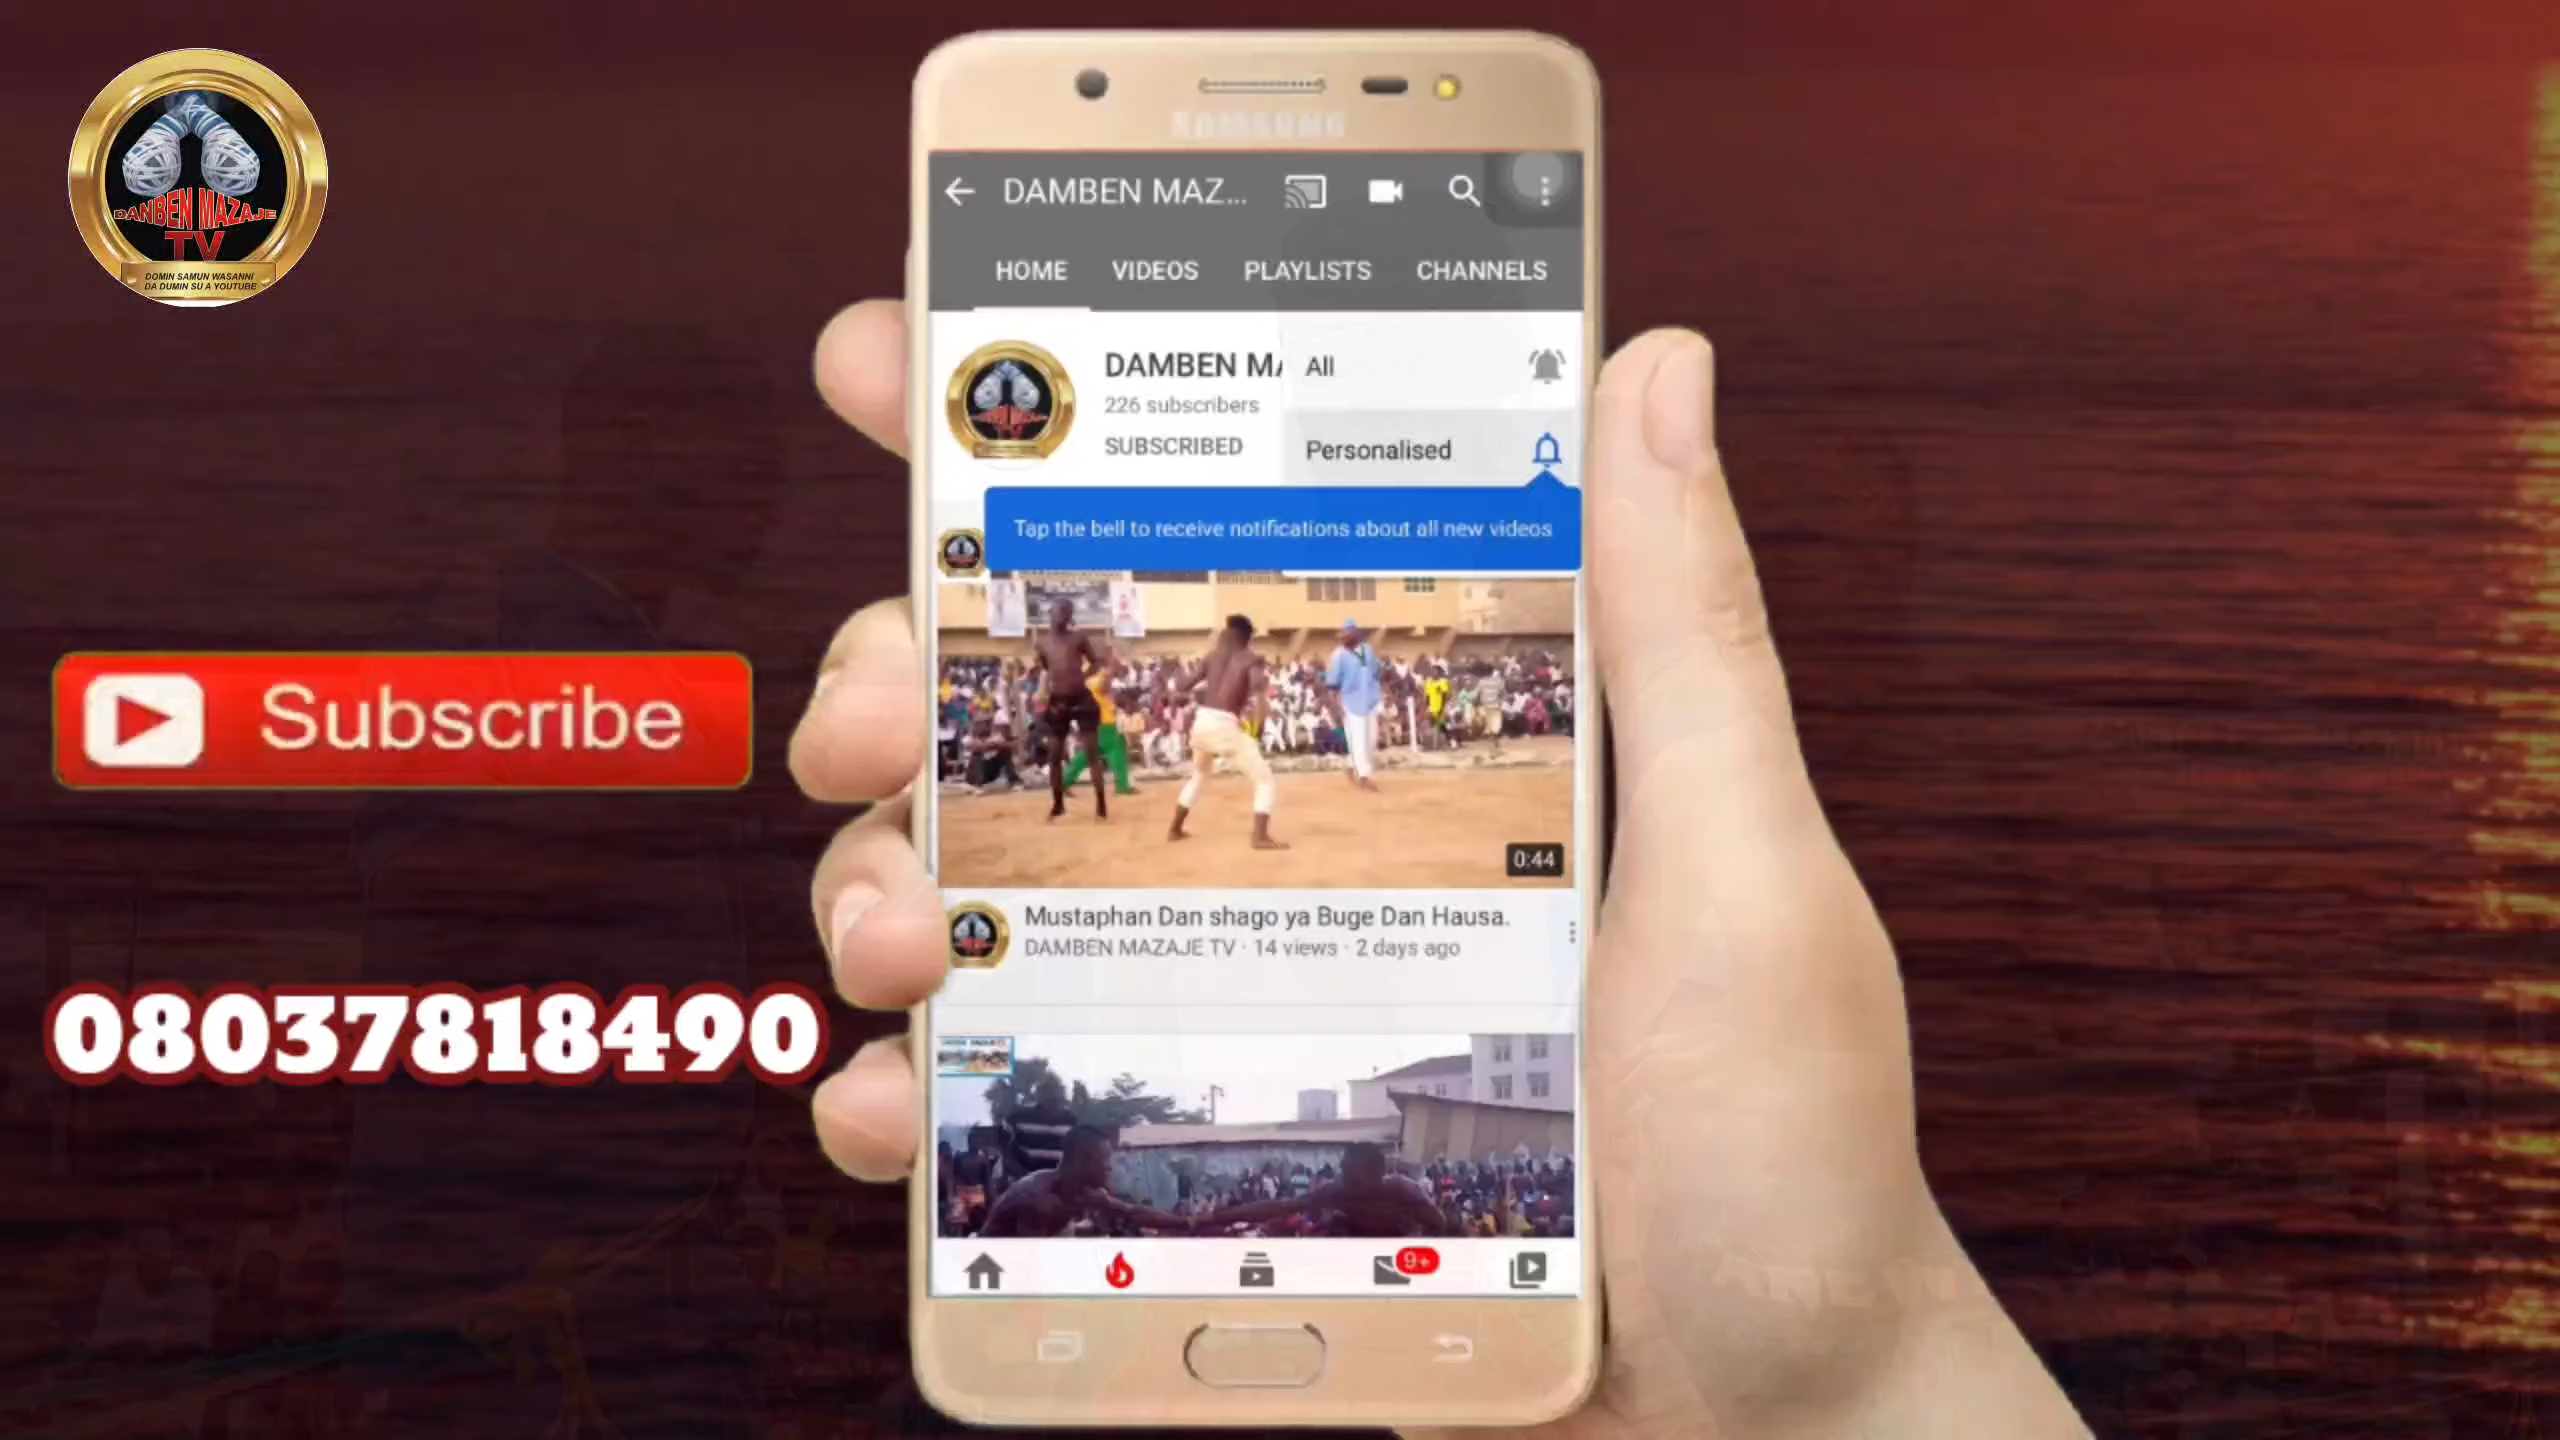 DANBEN MAZAJE
TV
DOMIN SAMUN WASANNI
DA DUMIN SU A YOUTUBE
Subscribe
08037818490
SAMSUNG
DAMBEN MAZ...
HOME VIDEOS PLAYLISTS CHANNELS
DAMBEN MA All
226 subscribers
SUBSCRIBED Personalised
Tap the bell to receive notifications about all new videos
0:44
Mustaphan Dan shago ya Buge Dan Hausa.
DAMBEN MAZAJE TV · 14 views · 2 days ago
9+